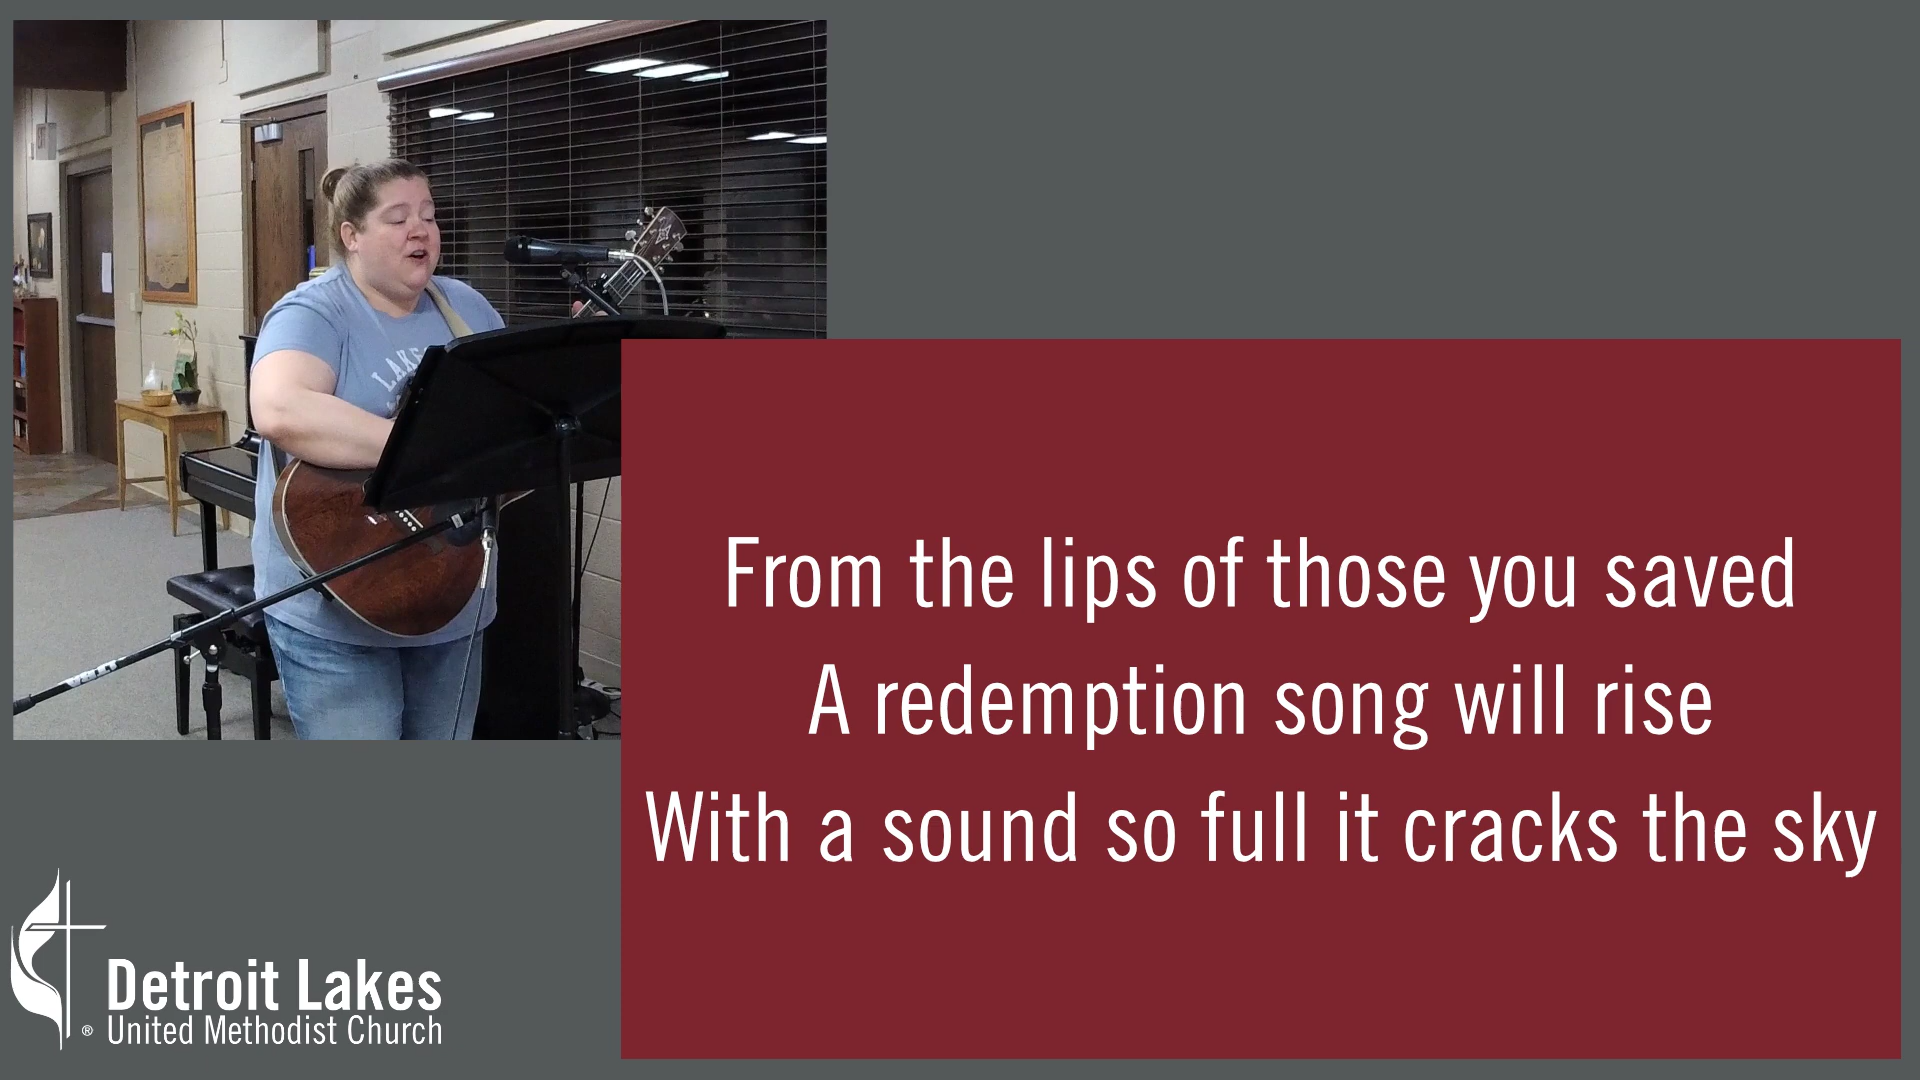 LAKES
From the lips of those you saved
A redemption song will rise
With a sound so full it cracks the sky
Detroit Lakes
® United Methodist Church